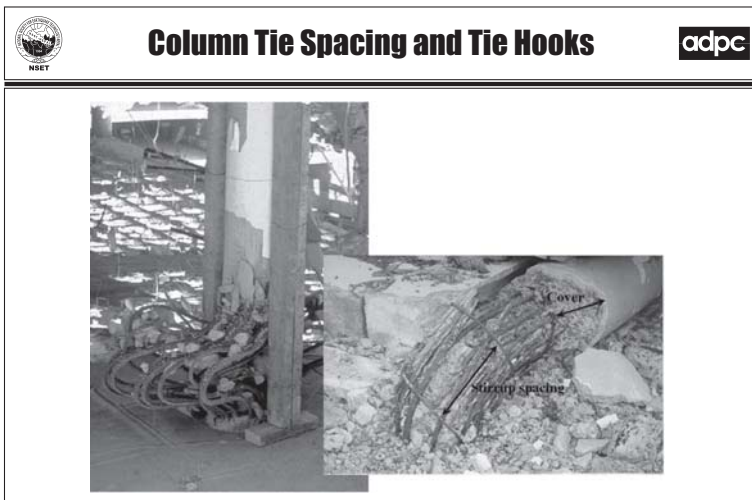 Column Tie Spacing and Tie Hooks
NSET
adpc
Cover
Stirrup spacing